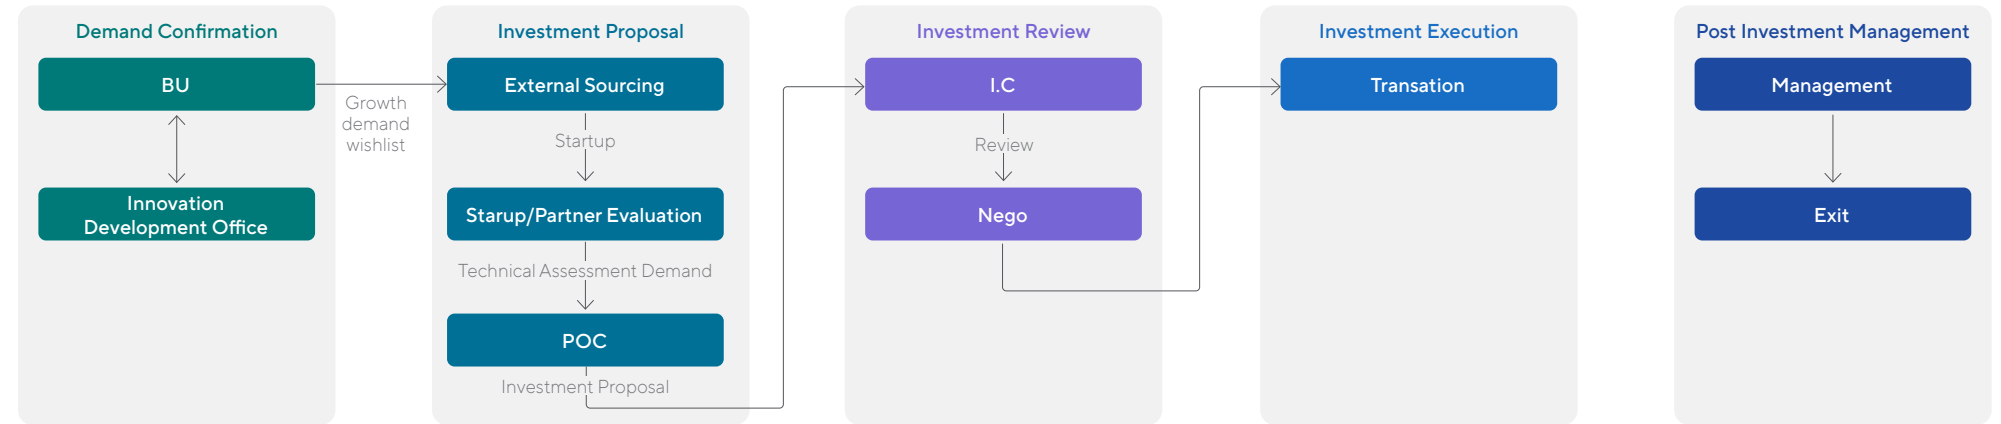 Demand Confirmation
BU
Innovation
Development Office
Growth
demand
wishlist
Investment Proposal
External Sourcing
Startup
Starup/Partner Evaluation
Technical Assessment Demand
POC
Investment Proposal
Investment Review
I.C
Review
Nego
Investment Execution
Transation
Post Investment Management
Management
Exit